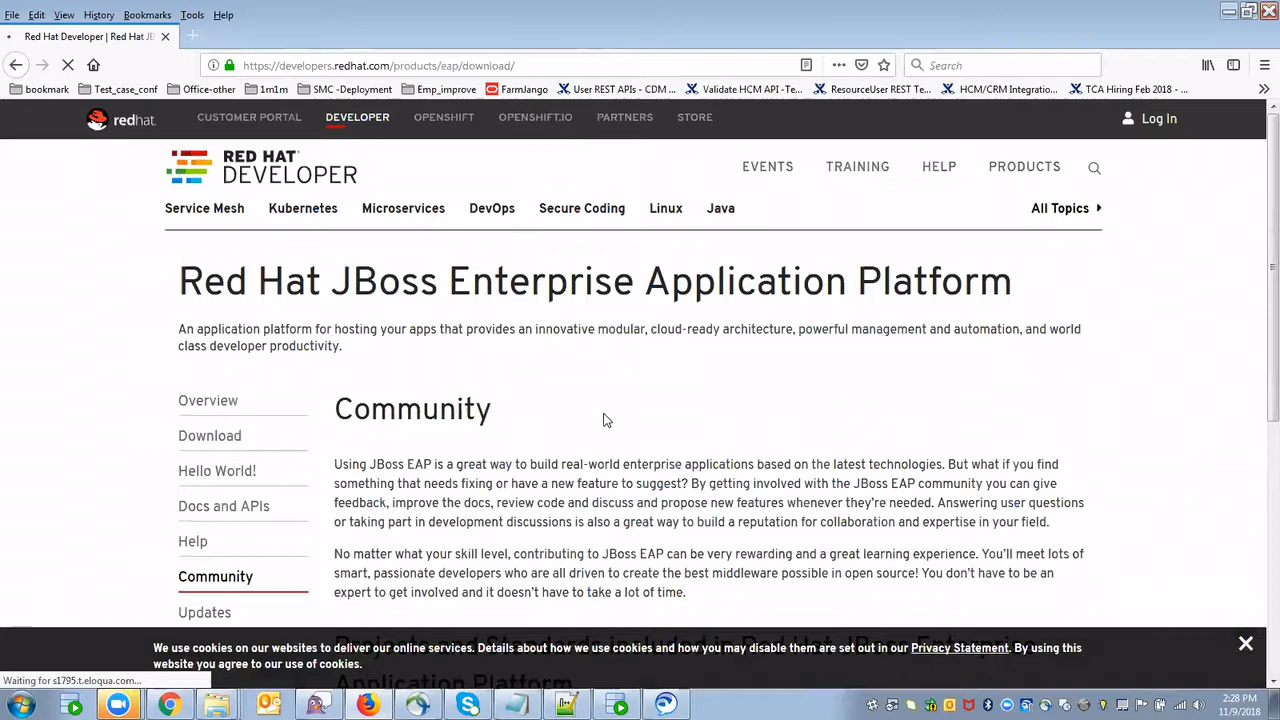 File Edit View History Bookmarks Tools Help
Red Hat Developer | Red Hat JB
https://developers.redhat.com/products/eap/download/
Search
bookmark Test_case_conf Office-other 1m1m SMC -Deployment Emp_improve FarmJango User REST APIs - CDM ... Validate HCM API -Te... ResourceUser REST Te... HCM/CRM Integratio... TCA Hiring Feb 2018 - ...
redhat. CUSTOMER PORTAL DEVELOPER OPENSHIFT OPENSHIFT.IO PARTNERS STORE Log In
RED HAT
DEVELOPER
EVENTS TRAINING HELP PRODUCTS
Service Mesh Kubernetes Microservices DevOps Secure Coding Linux Java All Topics
Red Hat JBoss Enterprise Application Platform
An application platform for hosting your apps that provides an innovative modular, cloud-ready architecture, powerful management and automation, and world
class developer productivity.
Overview
Download
Hello World!
Docs and APIs
Help
Community
Updates
Community
Using JBoss EAP is a great way to build real-world enterprise applications based on the latest technologies. But what if you find
something that needs fixing or have a new feature to suggest? By getting involved with the JBoss EAP community you can give
feedback, improve the docs, review code and discuss and propose new features whenever they're needed. Answering user questions
or taking part in development discussions is also a great way to build a reputation for collaboration and expertise in your field.
No matter what your skill level, contributing to JBoss EAP can be very rewarding and a great learning experience. You'll meet lots of
smart, passionate developers who are all driven to create the best middleware possible in open source! You don't have to be an
expert to get involved and it doesn't have to take a lot of time.
Projects and Standards included in Red Hat JBoss Enterprise
Application Platform
We use cookies on our websites to deliver our online services. Details about how we use cookies and how you may disable them are set out in our Privacy Statement. By using this
website you agree to our use of cookies.
Waiting for s1795.t.eloqua.com...
2:28 PM
11/9/2018